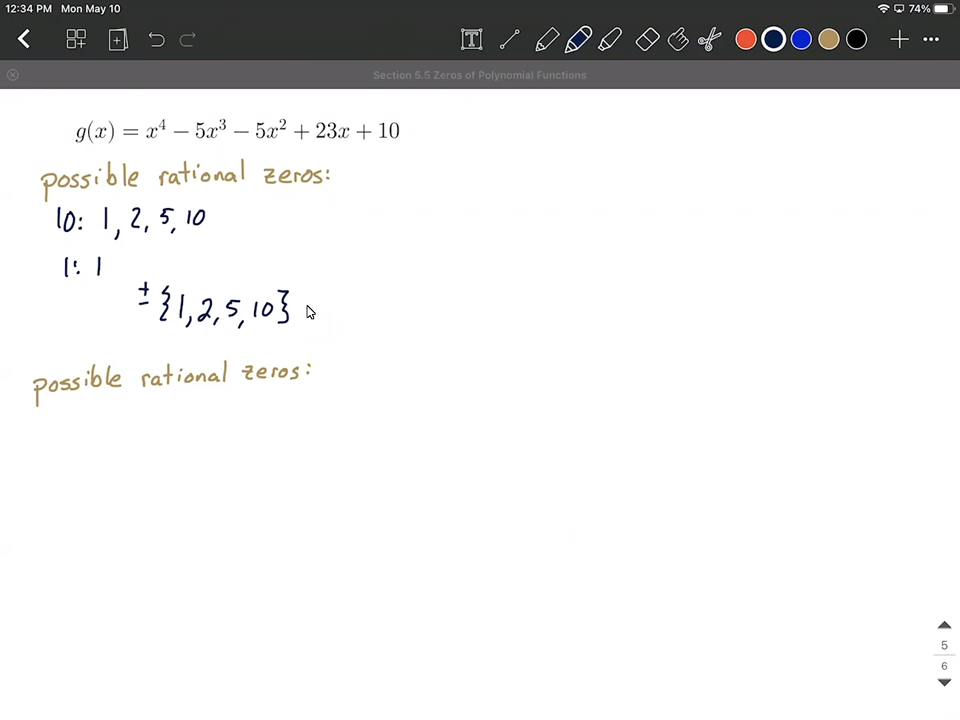 12:34 PM Mon May 10
74%
Section 5.5 Zeros of Polynomial Functions
g(x) = x⁴ − 5x³ − 5x² + 23x + 10
possible rational zeros:
10: 1, 2, 5, 10
1: 1
± {1, 2, 5, 10}
possible rational zeros:
5
6